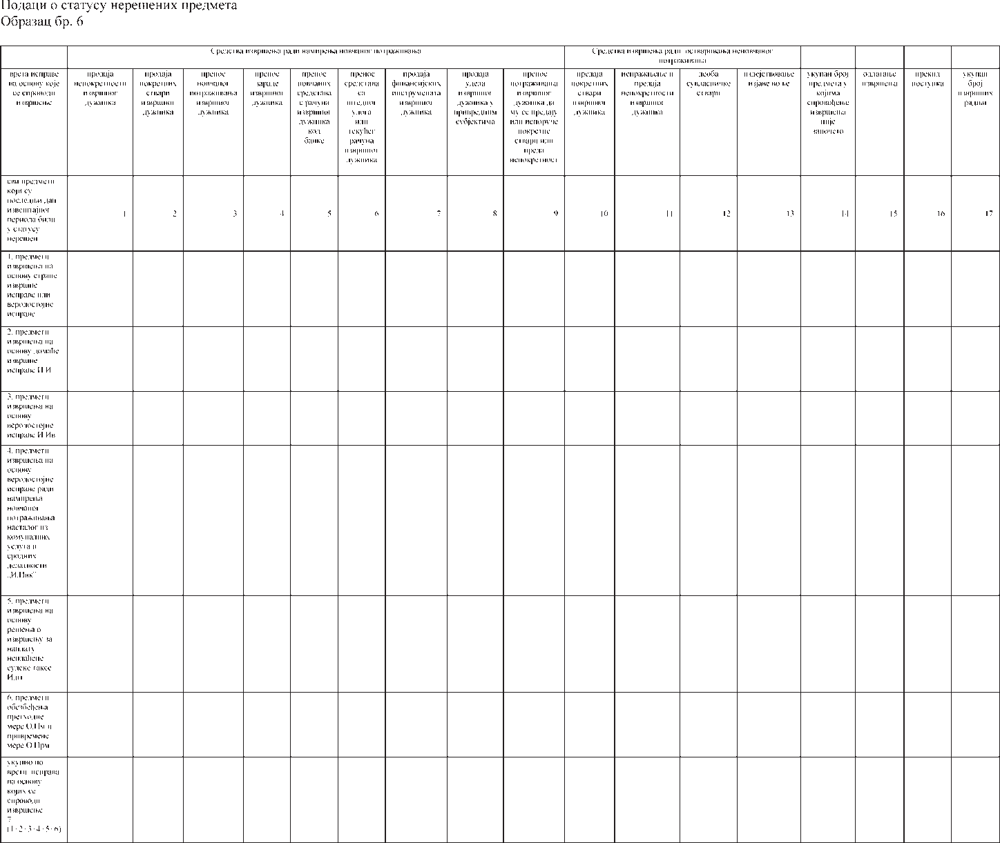 Подаци о статусу нерешених предмета
Образац бр. 6
Средства извршења ради намирења новчаног потраживања
Средства извршења ради остваривања неновчаног
потраживања
врста исправе
на основу које
се спроводи
извршење
продаја
непокретности
извршног
дужника
продаја
покретних
ствари
извршног
дужника
пренос
новчаног
потраживања
извршног
дужника
пренос
зараде
извршног
дужника
пренос
новчаних
средстава
с рачуна
извршног
дужника
код
банке
пренос
средстава
са
штедног
улога
или
текућег
рачуна
извршног
дужника
продаја
финансијских
инструмената
извршног
дужника
продаја
удела
извршног
дужника у
привредним
субјектима
пренос
потраживања
извршног
дужника да
му се предају
или испоруче
покретне
ствари или
преда
непокретност
предаја
покретних
ствари
извршног
дужника
испражњење и
предаја
непокретности
извршног
дужника
деоба
сувласничке
ствари
недејствовање
изјаве воље
укупан број
предмета у
којима
спровођење
извршења
није
започето
одлагање
извршења
прекид
поступка
укупан
број
извршних
радњи
сви предмети
који су
последњи дан
извештајног
периода били
у статусу
нерешен
1 2 3 4 5 6 7 8 9 10 11 12 13 14 15 16 17
1. предмети
извршења на
основу стране
извршне
исправе или
веродостојне
исправе
2. предмети
извршења на
основу домаће
извршне
исправе И.И
3. предмети
извршења на
основу
веродостојне
исправе И.Ив
4. предмети
извршења на
основу
веродостојне
исправе ради
намирења
новчаног
потраживања
насталог из
комуналних
услуга и
сродних
делатности
„И.Ивк”
5. предмети
извршења на
основу
решења о
извршењу за
наплату
неплаћене
судске таксе
6. предмети
обезбеђења
претходне
мере О.Пм и
привремене
мере О.Прм
укупно по
врсти исправа
на основу
којих се
спроводи
извршење
7
(1+2+3+4+5+6)